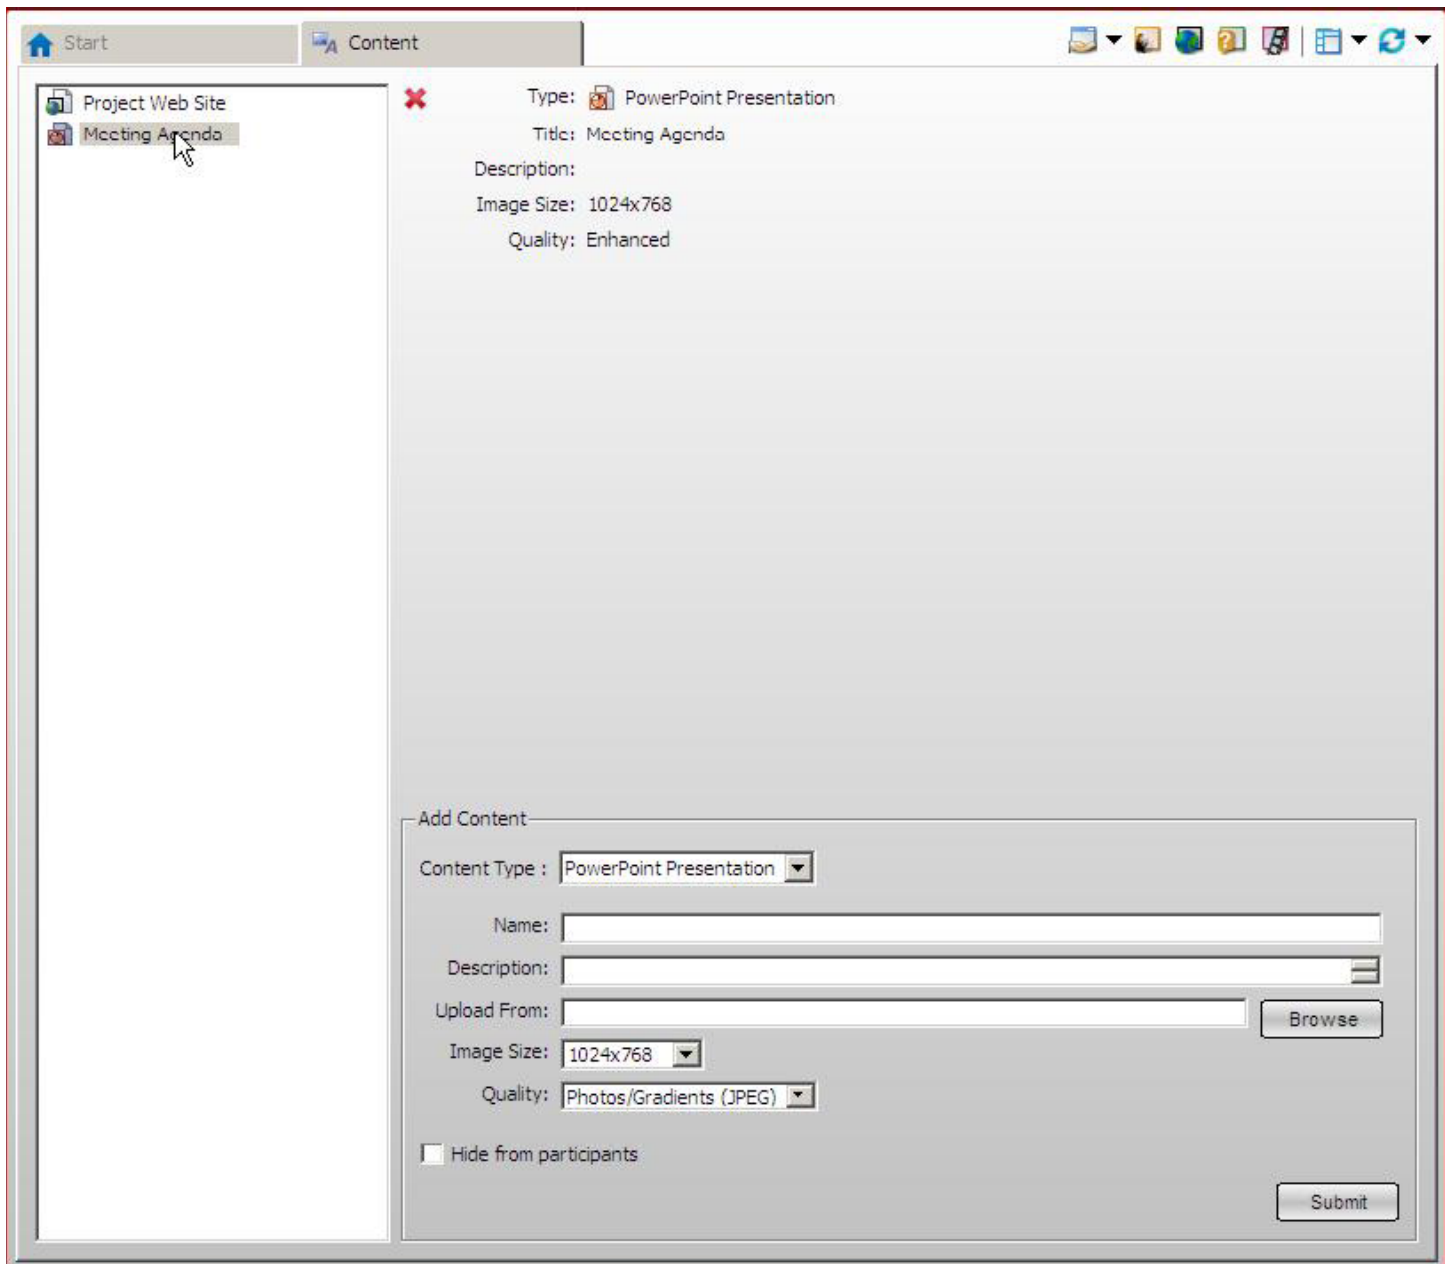 Start
Content
Project Web Site
Meeting Agenda
Type: PowerPoint Presentation
Title: Meeting Agenda
Description:
Image Size: 1024x768
Quality: Enhanced
Add Content
Content Type : PowerPoint Presentation
Name:
Description:
Upload From:
Browse
Image Size: 1024x768
Quality: Photos/Gradients (JPEG)
Hide from participants
Submit